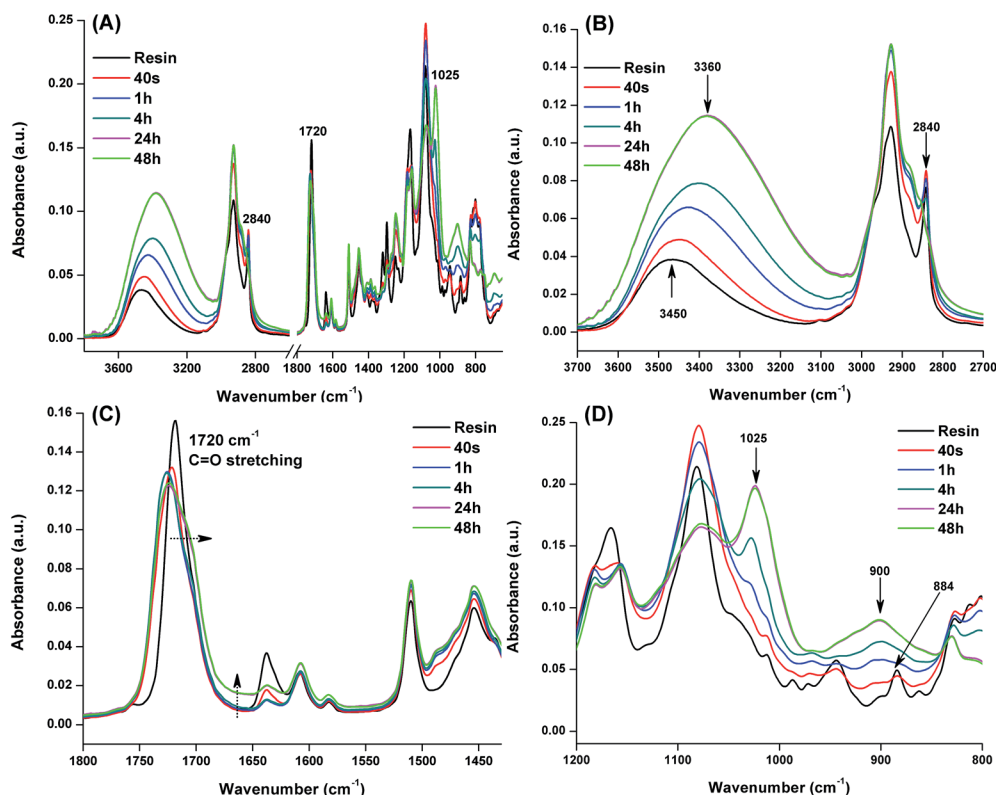 (A)
Resin
40s
1h
4h
24h
48h
1720
1025
2840
0.25
0.20
0.15
0.10
0.05
0.00
Absorbance (a.u.)
3600 3200 2800 1800 1600 1400 1200 1000 800
Wavenumber (cm-1)
(B)
Resin
40s
1h
4h
24h
48h
3360
2840
3450
0.16
0.14
0.12
0.10
0.08
0.06
0.04
0.02
0.00
Absorbance (a.u.)
3700 3600 3500 3400 3300 3200 3100 3000 2900 2800 2700
Wavenumber (cm-1)
(C)
1720 cm-1
C=O stretching
Resin
40s
1h
4h
24h
48h
0.16
0.14
0.12
0.10
0.08
0.06
0.04
0.02
0.00
Absorbance (a.u.)
1800 1750 1700 1650 1600 1550 1500 1450
Wavenumber (cm-1)
(D)
Resin
40s
1h
4h
24h
48h
1025
900
884
0.25
0.20
0.15
0.10
0.05
0.00
Absorbance (a.u.)
1200 1100 1000 900 800
Wavenumber (cm-1)